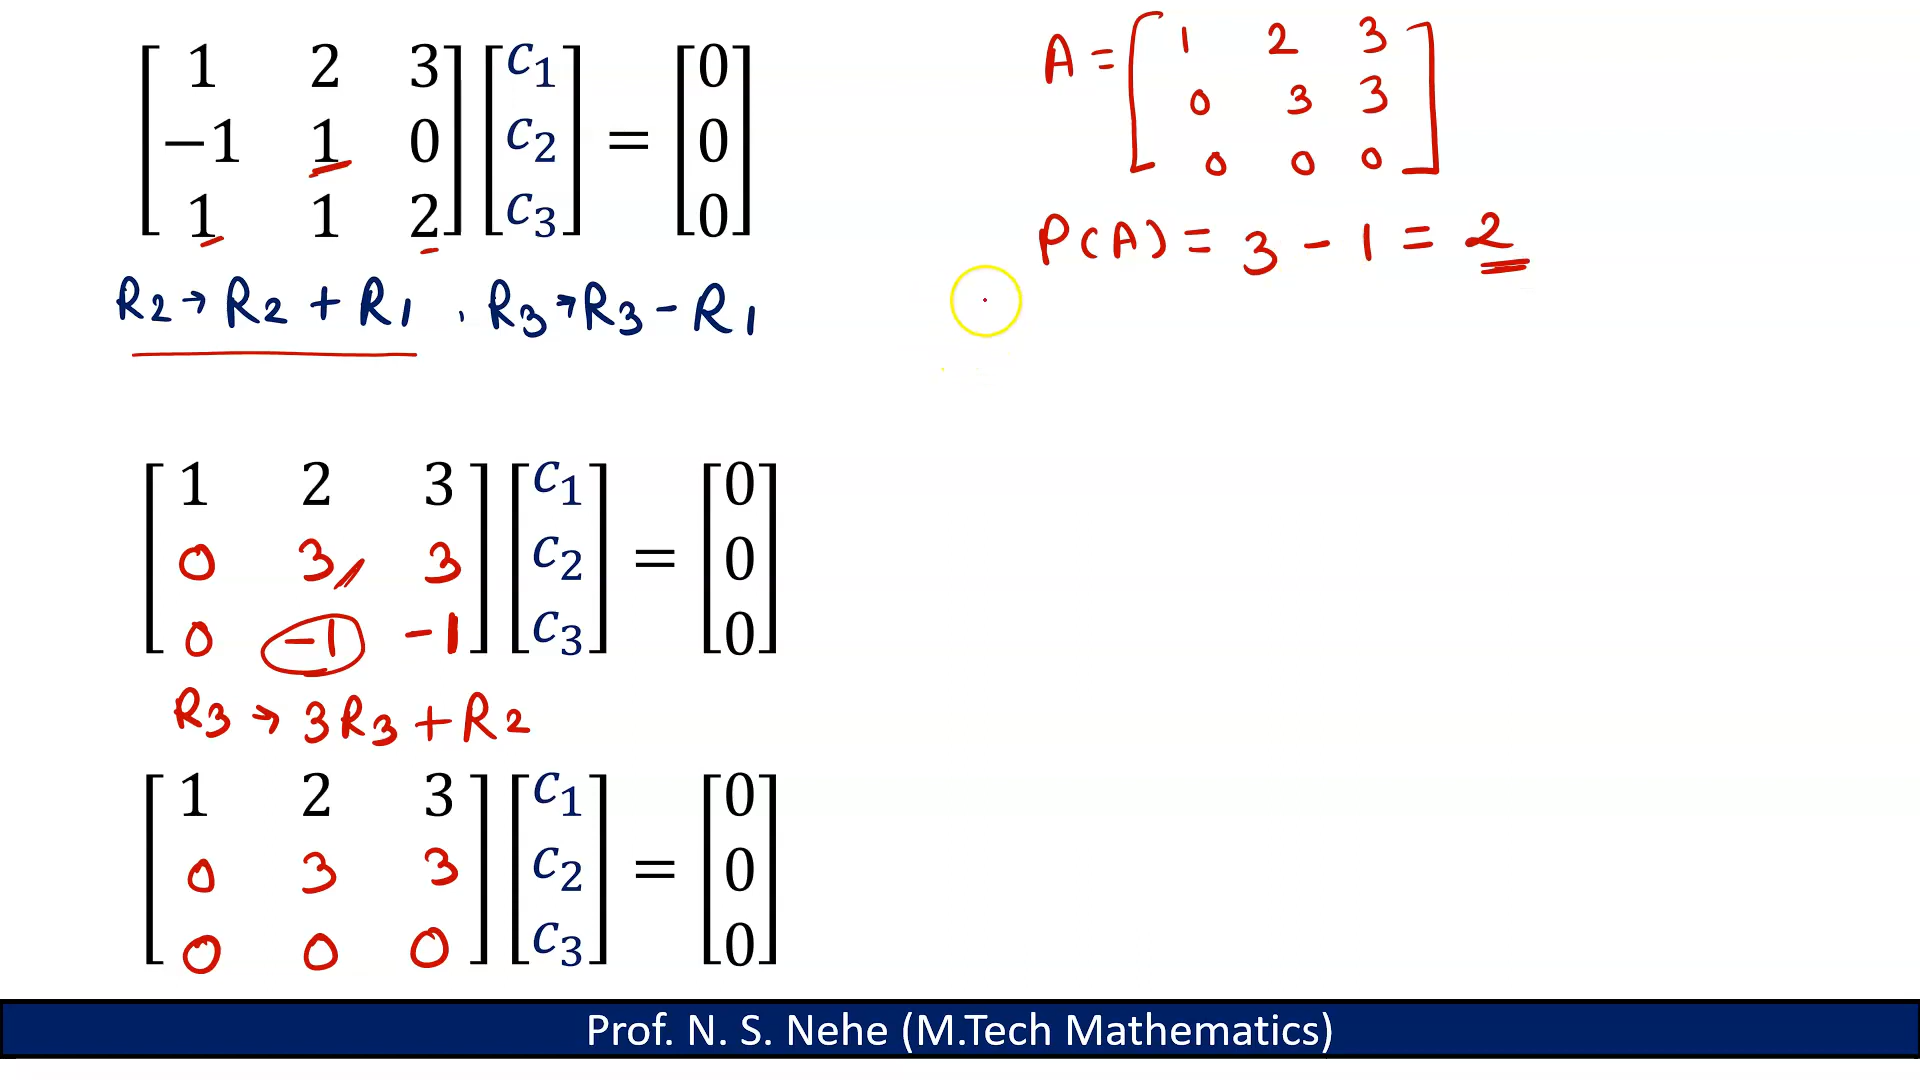 1 2 3 c1 0
−1 1 0 c2 = 0
1 1 2 c3 0
R2 → R2 + R1 , R3 → R3 − R1
1 2 3 c1 0
0 3 3 c2 = 0
0 −1 −1 c3 0
R3 → 3R3 + R2
1 2 3 c1 0
0 3 3 c2 = 0
0 0 0 c3 0
A = 1 2 3
0 3 3
0 0 0
P(A) = 3 − 1 = 2
Prof. N. S. Nehe (M.Tech Mathematics)